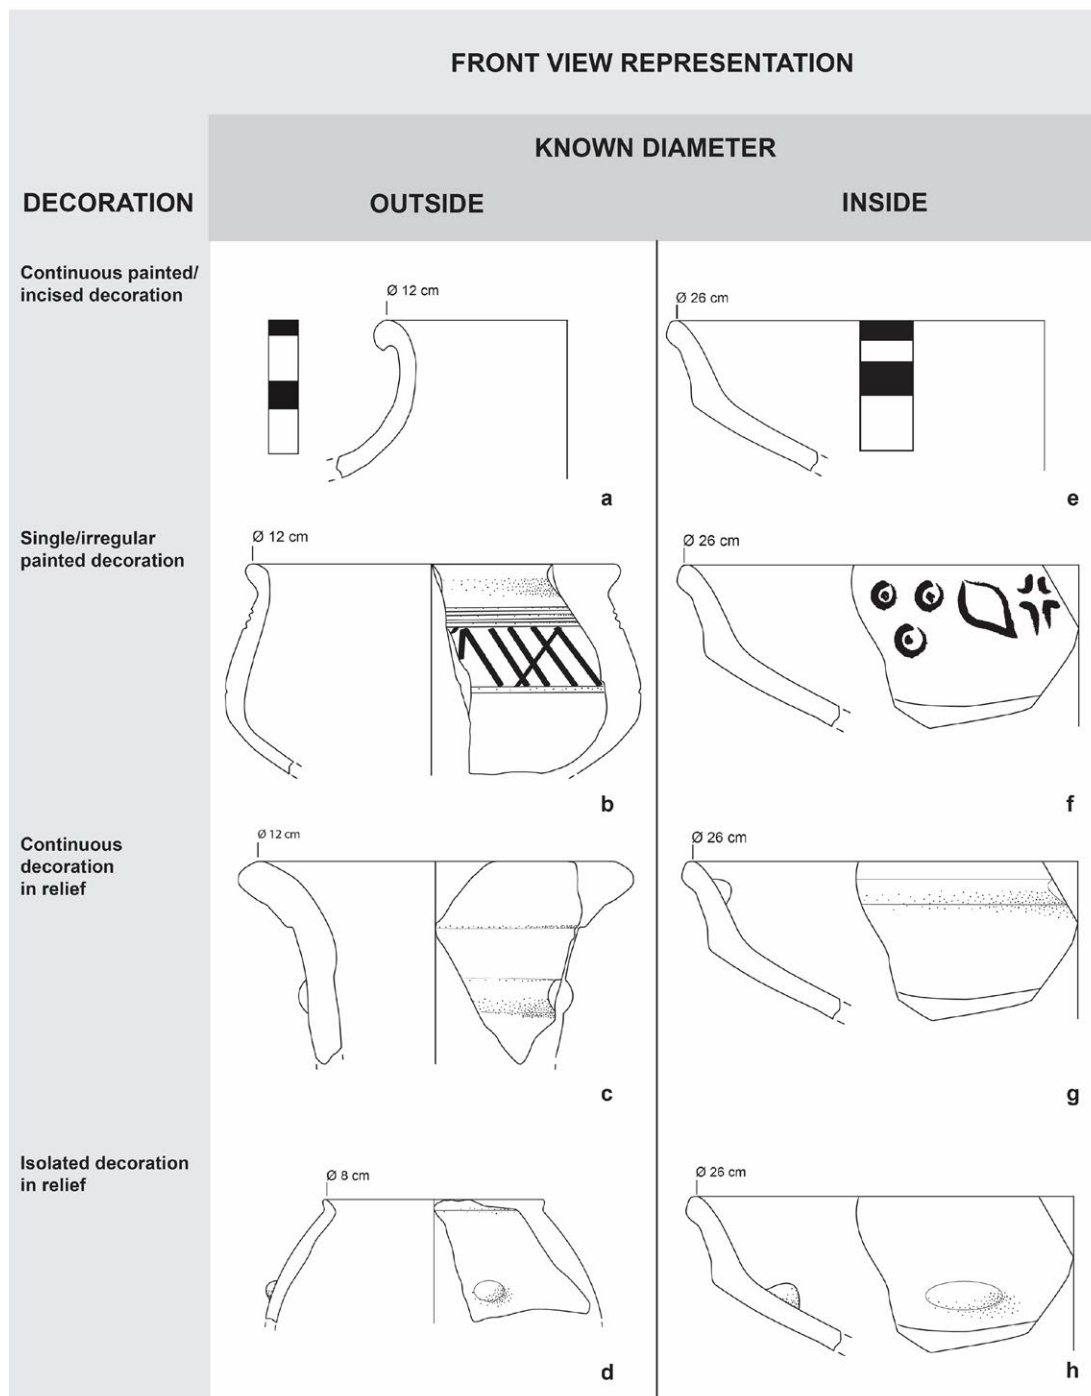 FRONT VIEW REPRESENTATION
KNOWN DIAMETER
DECORATION
OUTSIDE
INSIDE
Continuous painted/
incised decoration
Ø 12 cm
a
Ø 26 cm
e
Single/irregular
painted decoration
Ø 12 cm
b
Ø 26 cm
f
Continuous
decoration
in relief
Ø 12 cm
c
Ø 26 cm
g
Isolated decoration
in relief
Ø 8 cm
d
Ø 26 cm
h